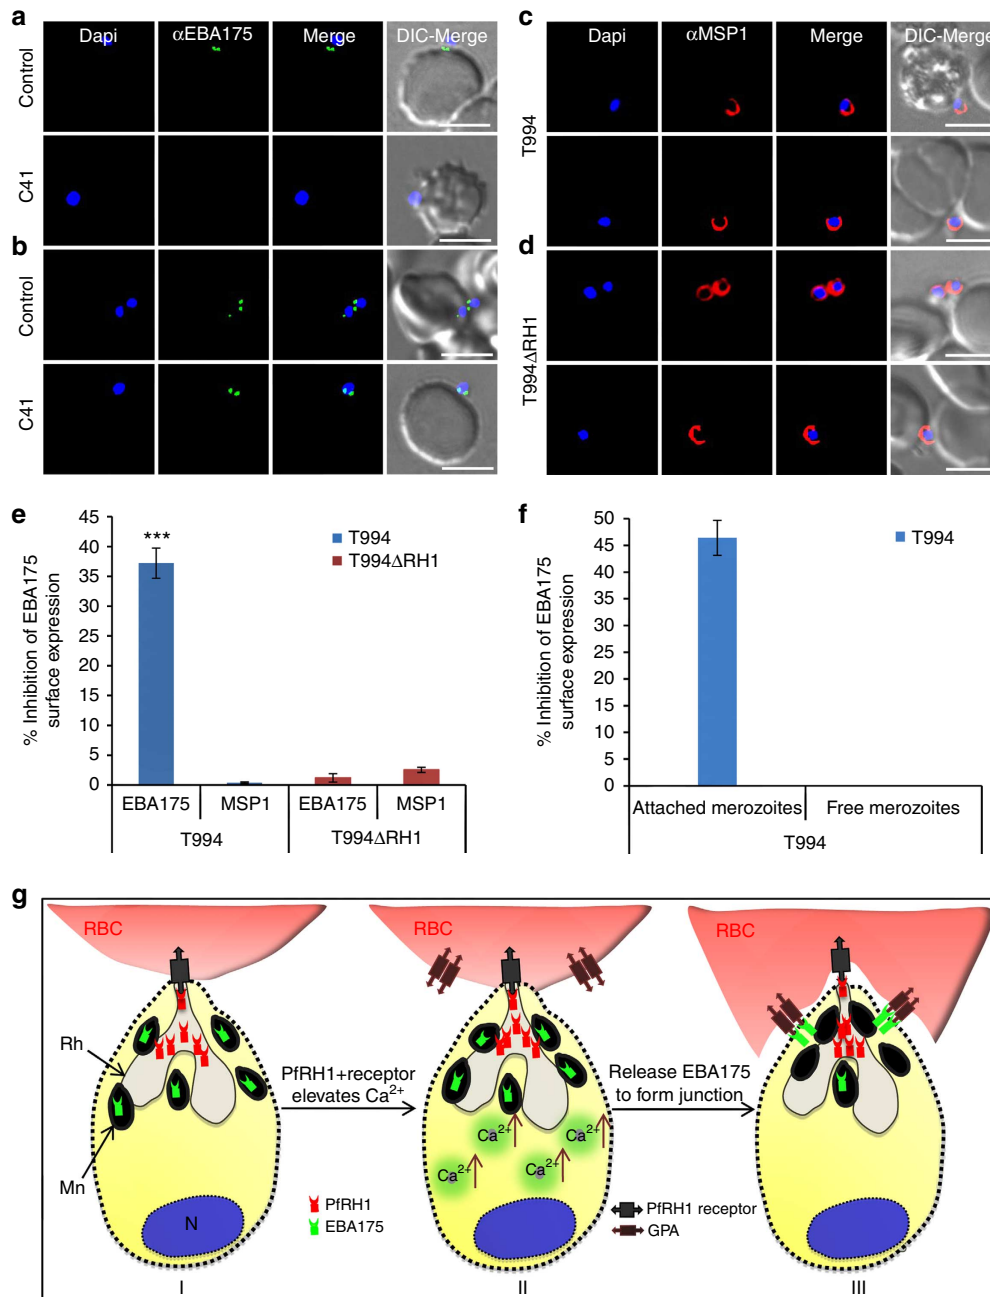 a
Dapi αEBA175 Merge DIC-Merge
Control
C41
b
Control
C41
c
Dapi αMSP1 Merge DIC-Merge
T994
d
T994ΔRH1
e
% Inhibition of EBA175
surface expression
45
40
35
30
25
20
15
10
5
0
***
T994
T994ΔRH1
EBA175 MSP1 EBA175 MSP1
T994 T994ΔRH1
f
% Inhibition of EBA175
surface expression
50
45
40
35
30
25
20
15
10
5
0
T994
Attached merozoites Free merozoites
T994
g
RBC
RBC
RBC
Rh
Mn
N
PfRH1+receptor
elevates Ca2+
Release EBA175
to form junction
Ca2+
Ca2+
Ca2+
Ca2+
PfRH1
EBA175
PfRH1 receptor
GPA
I
II
III